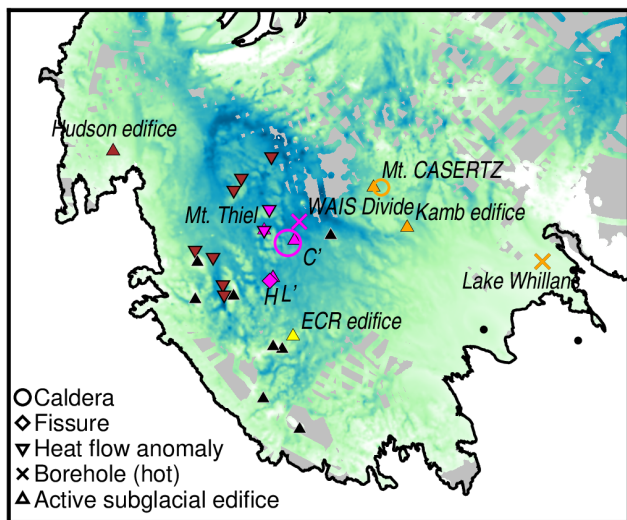 Hudson edifice
Mt. CASERTZ
Mt. Thiel
WAIS Divide
Kamb edifice
C'
Lake Whillans
H L'
ECR edifice
Caldera
Fissure
Heat flow anomaly
Borehole (hot)
Active subglacial edifice